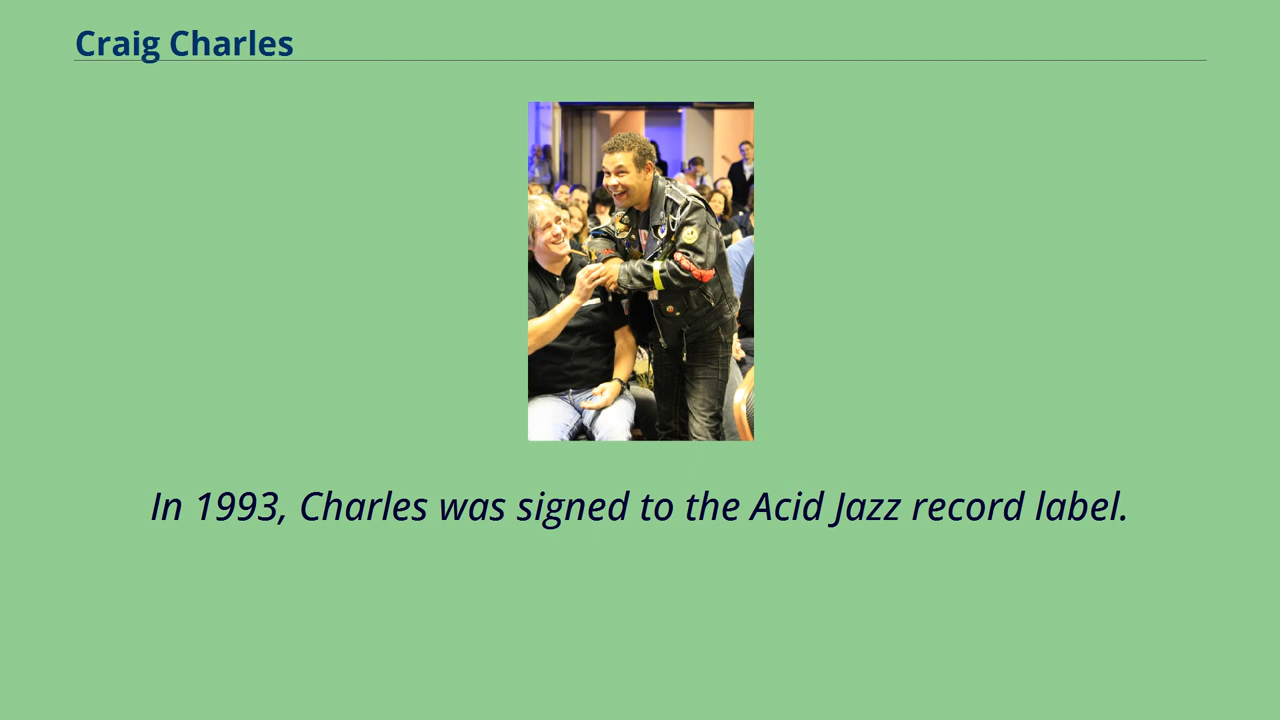 Craig Charles
In 1993, Charles was signed to the Acid Jazz record label.